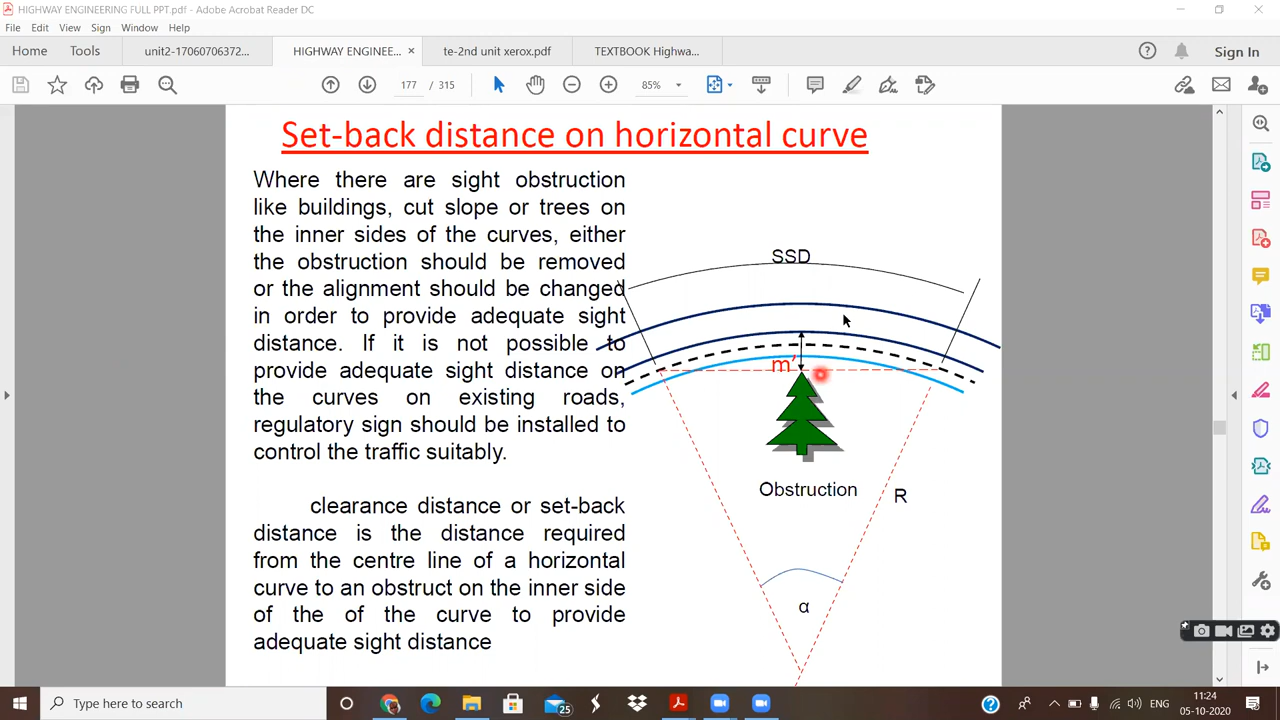 HIGHWAY ENGINEERING FULL PPT.pdf - Adobe Acrobat Reader DC
File Edit View Sign Window Help
Home Tools unit2-17060706372... HIGHWAY ENGINEE... × te-2nd unit xerox.pdf TEXTBOOK Highwa... Sign In
177 / 315 85%
Set-back distance on horizontal curve
Where there are sight obstruction
like buildings, cut slope or trees on
the inner sides of the curves, either
the obstruction should be removed
or the alignment should be changed
in order to provide adequate sight
distance. If it is not possible to
provide adequate sight distance on
the curves on existing roads,
regulatory sign should be installed to
control the traffic suitably.
clearance distance or set-back
distance is the distance required
from the centre line of a horizontal
curve to an obstruct on the inner side
of the of the curve to provide
adequate sight distance
SSD
m'
Obstruction
R
α
Type here to search
25
ENG
11:24
05-10-2020